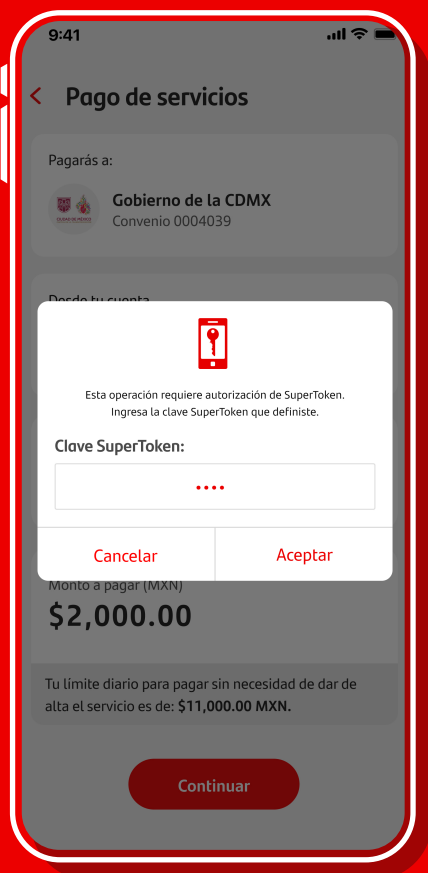 9:41
Pago de servicios
Pagarás a:
Gobierno de la CDMX
Convenio 0004039
Desde tu cuenta
Esta operación requiere autorización de SuperToken.
Ingresa la clave SuperToken que definiste.
Clave SuperToken:
••••
Cancelar
Aceptar
Monto a pagar (MXN)
$2,000.00
Tu límite diario para pagar sin necesidad de dar de
alta el servicio es de: $11,000.00 MXN.
Continuar